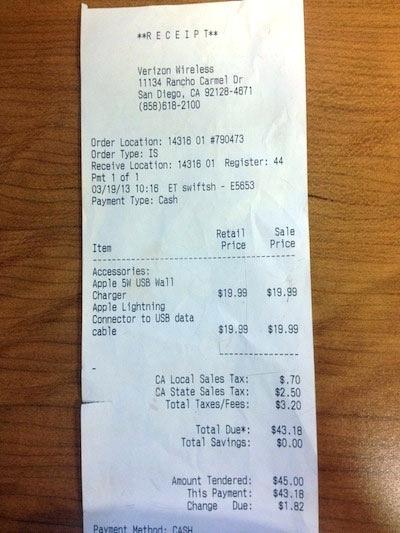 **R E C E I P T**
Verizon Wireless
11134 Rancho Carmel Dr
San Diego, CA 92128-4671
(858)618-2100
Order Location: 14316 01 #790473
Order Type: IS
Receive Location: 14316 01 Register: 44
Pmt 1 of 1
03/19/13 10:16 ET swiftsh - E5653
Payment Type: Cash
Retail Sale
Item Price Price
Accessories:
Apple 5W USB Wall
Charger $19.99 $19.99
Apple Lightning
Connector to USB data
cable $19.99 $19.99
CA Local Sales Tax: $.70
CA State Sales Tax: $2.50
Total Taxes/Fees: $3.20
Total Due*: $43.18
Total Savings: $0.00
Amount Tendered: $45.00
This Payment: $43.18
Change Due: $1.82
Payment Method: CASH